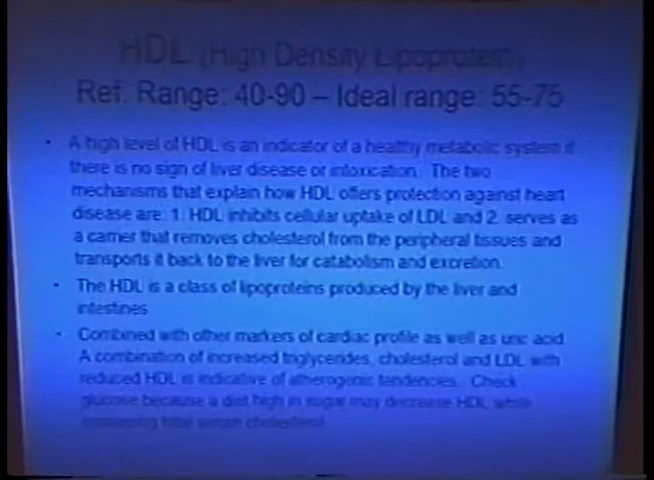 HDL (High Density Lipoprotein)
Ref. Range: 40-90 – Ideal range: 55-75
• A high level of HDL is an indicator of a healthy metabolic system if
there is no sign of liver disease or intoxication. The two
mechanisms that explain how HDL offers protection against heart
disease are: 1. HDL inhibits cellular uptake of LDL and 2. serves as
a carrier that removes cholesterol from the peripheral tissues and
transports it back to the liver for catabolism and excretion.
• The HDL is a class of lipoproteins produced by the liver and
intestines.
• Combined with other markers of cardiac profile as well as uric acid.
A combination of increased triglycerides, cholesterol and LDL with
reduced HDL is indicative of atherogenic tendencies. Check
glucose because a diet high in sugar may decrease HDL while
total serum cholesterol